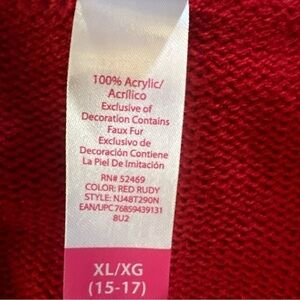 100% Acrylic/
Acrílico
Exclusive of
Decoration Contains
Faux Fur
Exclusivo de
Decoración Contiene
La Piel De Imitación
RN# 52469
COLOR: RED RUDY
STYLE: NJ48T290N
EAN/UPC 76859439131
8U2
XL/XG
(15-17)